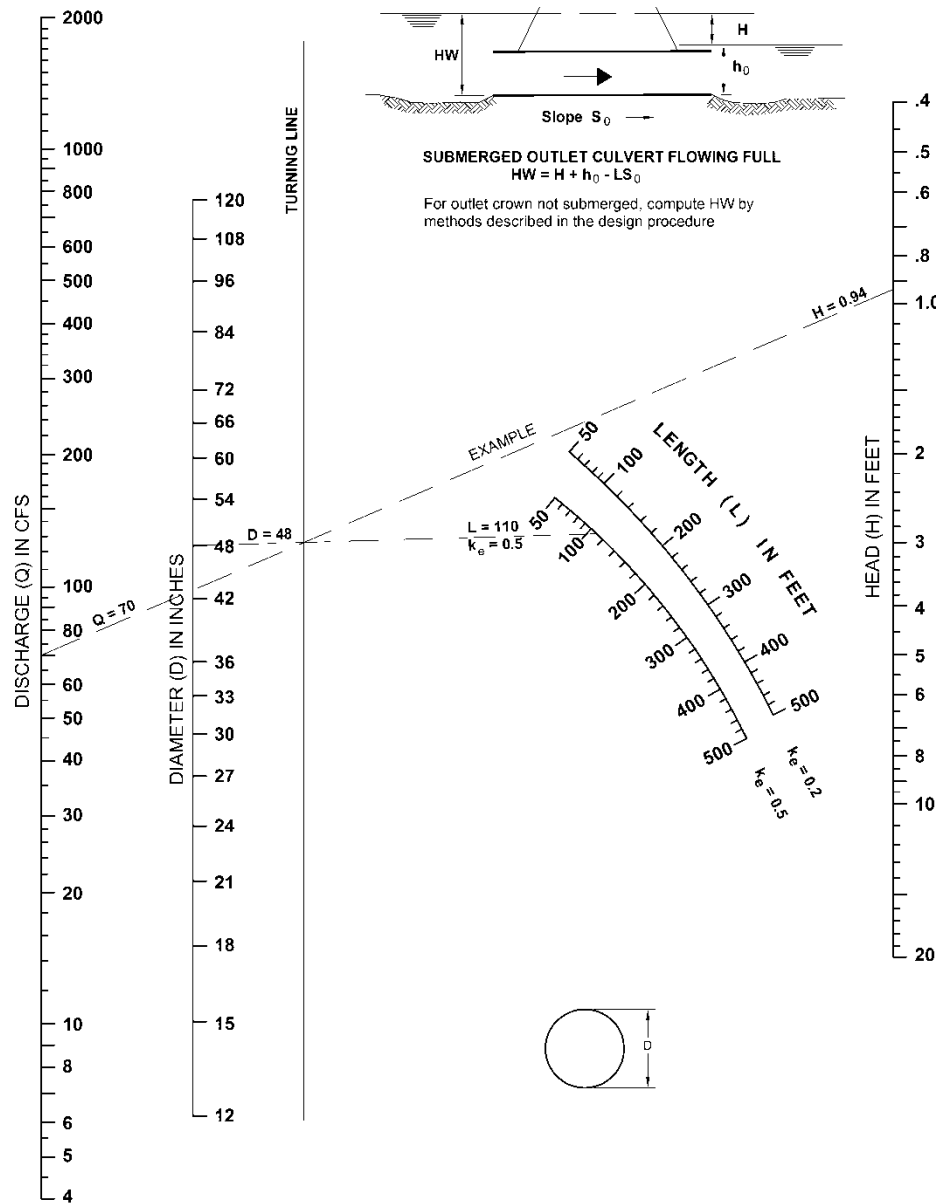 2000
1000
800
600
500
400
300
200
100
80
60
50
40
30
20
10
8
6
5
4
DISCHARGE (Q) IN CFS
120
108
96
84
72
66
60
54
48
42
36
33
30
27
24
21
18
15
12
DIAMETER (D) IN INCHES
TURNING LINE
HW
H
h0
Slope S0
SUBMERGED OUTLET CULVERT FLOWING FULL
HW = H + h0 - LS0
For outlet crown not submerged, compute HW by
methods described in the design procedure
H = 0.94
EXAMPLE
D = 48
L = 110
ke = 0.5
Q = 70
LENGTH (L) IN FEET
50
100
200
300
400
500
ke = 0.2
50
100
200
300
400
500
ke = 0.5
.4
.5
.6
.8
1.0
2
3
4
5
6
8
10
20
HEAD (H) IN FEET
D